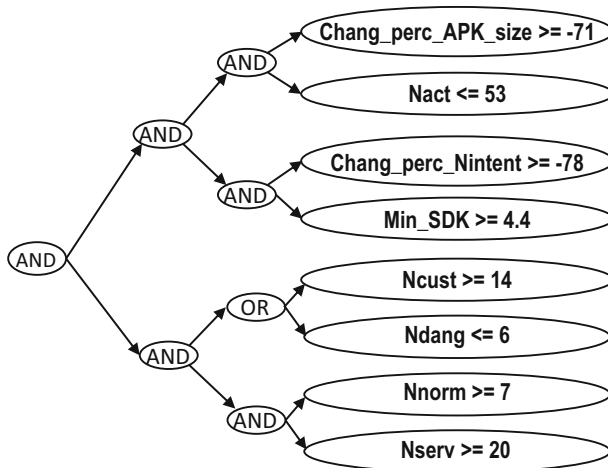 Chang_perc_APK_size >= -71
AND
Nact <= 53
AND
Chang_perc_Nintent >= -78
AND
Min_SDK >= 4.4
AND
Ncust >= 14
OR
Ndang <= 6
AND
Nnorm >= 7
AND
Nserv >= 20